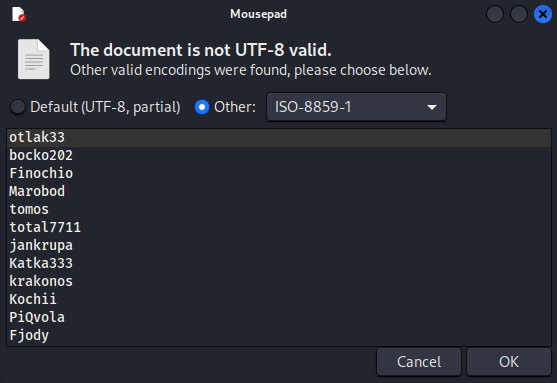 Mousepad
The document is not UTF-8 valid.
Other valid encodings were found, please choose below.
Default (UTF-8, partial) Other: ISO-8859-1
otlak33
bocko202
Finochio
Marobod
tomos
total7711
jankrupa
Katka333
krakonos
Kochii
PiQvola
Fjody
Cancel OK